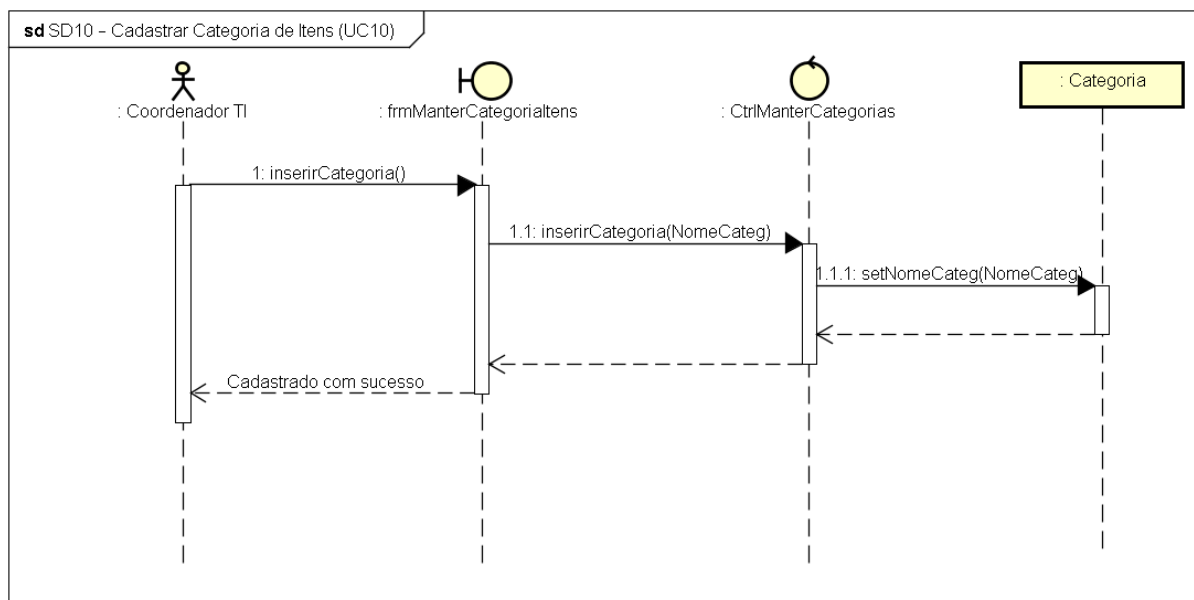 sd SD10 - Cadastrar Categoria de Itens (UC10)
: Coordenador TI
: frmManterCategoriaItens
: CtrlManterCategorias
: Categoria
1: inserirCategoria()
1.1: inserirCategoria(NomeCateg)
1.1.1: setNomeCateg(NomeCateg)
Cadastrado com sucesso